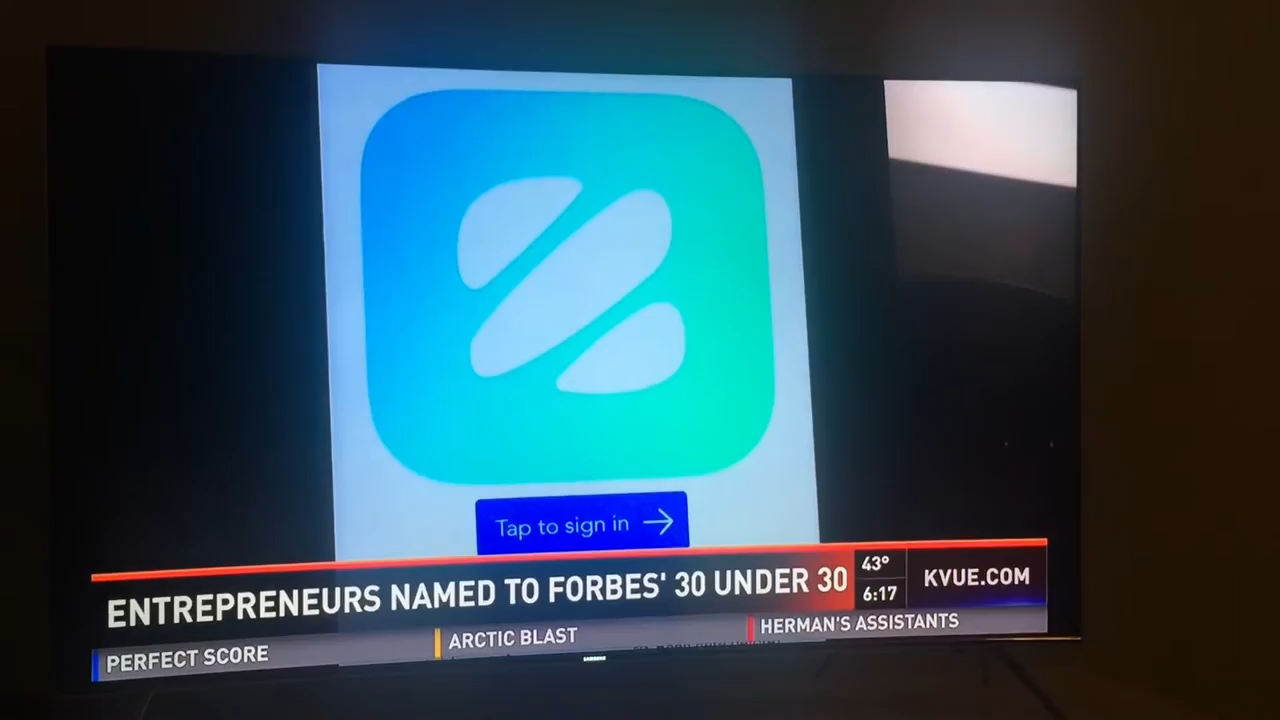 Tap to sign in
ENTREPRENEURS NAMED TO FORBES' 30 UNDER 30
43°
6:17
KVUE.COM
PERFECT SCORE
ARCTIC BLAST
HERMAN'S ASSISTANTS
SAMSUNG